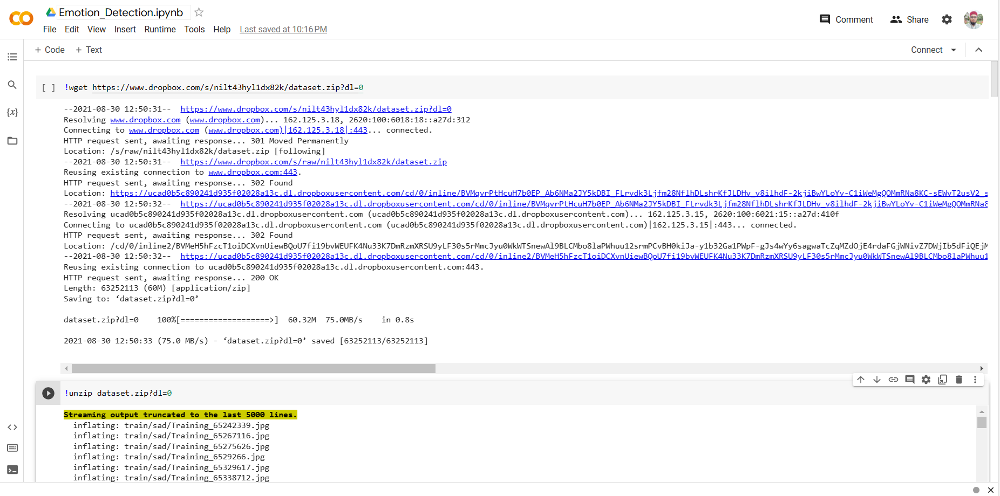 Emotion_Detection.ipynb
File Edit View Insert Runtime Tools Help Last saved at 10:16 PM
Comment Share
+ Code + Text
Connect
[ ] !wget https://www.dropbox.com/s/nilt43hyl1dx82k/dataset.zip?dl=0
--2021-08-30 12:50:31-- https://www.dropbox.com/s/nilt43hyl1dx82k/dataset.zip?dl=0
Resolving www.dropbox.com (www.dropbox.com)... 162.125.3.18, 2620:100:6018:18::a27d:312
Connecting to www.dropbox.com (www.dropbox.com)|162.125.3.18|:443... connected.
HTTP request sent, awaiting response... 301 Moved Permanently
Location: /s/raw/nilt43hyl1dx82k/dataset.zip [following]
--2021-08-30 12:50:31-- https://www.dropbox.com/s/raw/nilt43hyl1dx82k/dataset.zip
Reusing existing connection to www.dropbox.com:443.
HTTP request sent, awaiting response... 302 Found
Location: https://ucad0b5c890241d935f02028a13c.dl.dropboxusercontent.com/cd/0/inline/BVMqvrPtHcuH7b0EP_Ab6NMa2JY5kDBI_FLrvdk3Ljfm28NflhDLshrKfJLDHv_v8ilhdF-2kjiBwYLoYv-C1iWeMgQOMmRNa8KC-sEWvT2usV2_s
--2021-08-30 12:50:32-- https://ucad0b5c890241d935f02028a13c.dl.dropboxusercontent.com/cd/0/inline/BVMqvrPtHcuH7b0EP_Ab6NMa2JY5kDBI_FLrvdk3Ljfm28NflhDLshrKfJLDHv_v8ilhdF-2kjiBwYLoYv-C1iWeMgQOMmRNa8
Resolving ucad0b5c890241d935f02028a13c.dl.dropboxusercontent.com (ucad0b5c890241d935f02028a13c.dl.dropboxusercontent.com)... 162.125.3.15, 2620:100:6021:15::a27d:410f
Connecting to ucad0b5c890241d935f02028a13c.dl.dropboxusercontent.com (ucad0b5c890241d935f02028a13c.dl.dropboxusercontent.com)|162.125.3.15|:443... connected.
HTTP request sent, awaiting response... 302 Found
Location: /cd/0/inline2/BVMeH5hFzcT1oiDCXvnUiewBQoU7fi19bvWEUFK4Nu33K7DmRzmXRSU9yLF30s5rMmcJyu0WkWTSnewAl9BLCMbo8laPWhuu12srmPCvBH0kiJa-y1b32Ga1PWpF-gJs4wYy6sagwaTcZqMZdOjE4rdaFGjWNivZ7DWjIb5dFiQEjM
--2021-08-30 12:50:32-- https://ucad0b5c890241d935f02028a13c.dl.dropboxusercontent.com/cd/0/inline2/BVMeH5hFzcT1oiDCXvnUiewBQoU7fi19bvWEUFK4Nu33K7DmRzmXRSU9yLF30s5rMmcJyu0WkWTSnewAl9BLCMbo8laPWhuu1
Reusing existing connection to ucad0b5c890241d935f02028a13c.dl.dropboxusercontent.com:443.
HTTP request sent, awaiting response... 200 OK
Length: 63252113 (60M) [application/zip]
Saving to: ‘dataset.zip?dl=0’
dataset.zip?dl=0 100%[===================>] 60.32M 75.0MB/s in 0.8s
2021-08-30 12:50:33 (75.0 MB/s) - ‘dataset.zip?dl=0’ saved [63252113/63252113]
!unzip dataset.zip?dl=0
Streaming output truncated to the last 5000 lines.
inflating: train/sad/Training_65242339.jpg
inflating: train/sad/Training_65267116.jpg
inflating: train/sad/Training_65275626.jpg
inflating: train/sad/Training_6529266.jpg
inflating: train/sad/Training_65329617.jpg
inflating: train/sad/Training_65338712.jpg